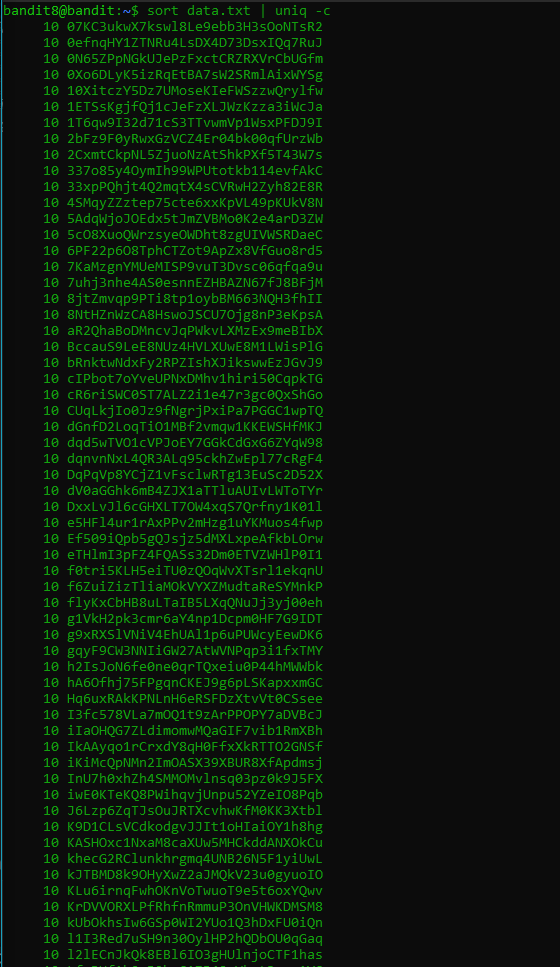 bandit8@bandit:~$ sort data.txt | uniq -c
10 07KC3ukwX7kswl8Le9ebb3H3sOoNTsR2
10 0efnqHY1ZTNRu4LsDX4D73DsxIQq7RuJ
10 0N65ZPpNGkUJePzFxctCRZRXVrCbUGfm
10 0Xo6DLyK5izRqEtBA7sW2SRmlAixWYSg
10 10XitczY5Dz7UMoseKIeFWSzzwQrylfw
10 1ETSsKgjfQj1cJeFzXLJWzKzza3iWcJa
10 1T6qw9I32d71cS3TTvwmVp1WsxPFDJ9I
10 2bFz9F0yRwxGzVCZ4Er04bk00qfUrzWb
10 2CxmtCkpNL5ZjuoNzAtShkPXf5T43W7s
10 337o85y4OymIh99WPUtotkb114evfAkC
10 33xpPQhjt4Q2mqtX4sCVRwH2Zyh82E8R
10 4SMqyZZztep75cte6xxKpVL49pKUkV8N
10 5AdqWjoJOEdx5tJmZVBMo0K2e4arD3ZW
10 5cO8XuoQWrzsyeOWDht8zgUIVWSRDaeC
10 6PF22p6O8TphCTZot9ApZx8VfGuo8rd5
10 7KaMzgnYMUeMISP9vuT3Dvsc06qfqa9u
10 7uhj3nhe4AS0esnnEZHBAZN67fJ8BFjM
10 8jtZmvqp9PTi8tp1oybBM663NQH3fhII
10 8NtHZnWzCA8HswoJSCU7Ojg8nP3eKpsA
10 aR2QhaBoDMncvJqPWkvLXMzEx9meBIbX
10 BccauS9LeE8NUz4HVLXUwE8M1LWisPlG
10 bRnktwNdxFy2RPZIshXJikswwEzJGvJ9
10 cIPbot7oYveUPNxDMhv1hiri50CqpkTG
10 cR6riSWC0ST7ALZ2i1e47r3gc0QxShGo
10 CUqLkjIo0Jz9fNgrjPxiPa7PGGC1wpTQ
10 dGnfD2LoqTiO1MBf2vmqw1KKEWSHfMKJ
10 dqd5wTVO1cVPJoEY7GGkCdGxG6ZYqW98
10 dqnvnNxL4QR3ALq95ckhZwEpl77cRgF4
10 DqPqVp8YCjZ1vFsclwRTg13EuSc2D52X
10 dV0aGGhk6mB4ZJX1aTTluAUIvLWToTYr
10 DxxLvJl6cGHXLT7OW4xqS7Qrfny1K01l
10 e5HFl4ur1rAxPPv2mHzg1uYKMuos4fwp
10 Ef509iQpb5gQJsjz5dMXLxpeAfkbLOrw
10 eTHlmI3pFZ4FQASs32Dm0ETVZWHlP0I1
10 f0tri5KLH5eiTU0zQOqWvXTsrl1ekqnU
10 f6ZuiZizTliaMOkVYXZMudtaReSYMnkP
10 flyKxCbHB8uLTaIB5LXqQNuJj3yj00eh
10 g1VkH2pk3cmr6aY4np1Dcpm0HF7G9IDT
10 g9xRXSlVNiV4EhUAl1p6uPUWcyEewDK6
10 gqyF9CW3NNIiGW27AtWVNPqp3i1fxTMY
10 h2IsJoN6fe0ne0qrTQxeiu0P44hMWWbk
10 hA6Ofhj75FPgqnCKEJ9g6pLSKapxxmGC
10 Hq6uxRAkKPNLnH6eRSFDzXtvVt0CSsee
10 I3fc578VLa7mOQ1t9zArPPOPY7aDVBcJ
10 iIaOHQG7ZLdimomwMQaGIF7vib1RmXBh
10 IkAAyqo1rCrxdY8qH0FfxXkRTTO2GNSf
10 iKiMcQpNMn2ImOASX39XBUR8XfApdmsj
10 InU7h0xhZh4SMMOMvlnsq03pz0k9J5FX
10 iwE0KTeKQ8PWihqvjUnpu52YZeIO8Pqb
10 J6Lzp6ZqTJsOuJRTXcvhwKfM0KK3Xtbl
10 K9D1CLsVCdkodgvJJIt1oHIaiOY1h8hg
10 KASHOxc1NxaM8caXUw5MHCkddANXOkCu
10 khecG2RClunkhrgmq4UNB26N5F1yiUwL
10 kJTBMD8k9OHyXwZ2aJMQkV23u0gyuoIO
10 KLu6irnqFwhOKnVoTwuoT9e5t6oxYQwv
10 KrDVVORXLPfRhfnRmmuP3OnVHWKDMSM8
10 kUbOkhsIw6GSp0WI2YUo1Q3hDxFU0iQn
10 l1I3Red7uSH9n30OylHP2hQDbOU0qGaq
10 l2lECnJkQk8EBl6IO3gHUlnjoCTF1has